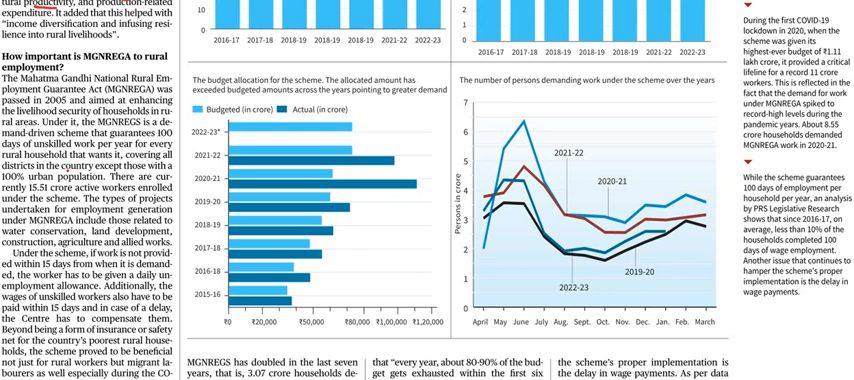 tural productivity, and production-related
expenditure. It added that this helped with
“income diversification and infusing resi-
lience into rural livelihoods”.
How important is MGNREGA to rural
employment?
The Mahatma Gandhi National Rural Em-
ployment Guarantee Act (MGNREGA) was
passed in 2005 and aimed at enhancing
the livelihood security of households in ru-
ral areas. Under it, the MGNREGS is a de-
mand-driven scheme that guarantees 100
days of unskilled work per year for every
rural household that wants it, covering all
districts in the country except those with a
100% urban population. There are cur-
rently 15.51 crore active workers enrolled
under the scheme. The types of projects
undertaken for employment generation
under MGNREGA include those related to
water conservation, land development,
construction, agriculture and allied works.
Under the scheme, if work is not provid-
ed within 15 days from when it is demand-
ed, the worker has to be given a daily un-
employment allowance. Additionally, the
wages of unskilled workers also have to be
paid within 15 days and in case of a delay,
the Centre has to compensate them.
Beyond being a form of insurance or safety
net for the country’s poorest rural house-
holds, the scheme proved to be beneficial
not just for rural workers but migrant la-
bourers as well especially during the CO-
10
0
2016-17 2017-18 2018-19 2019-20 2020-21 2021-22 2022-23
2
1
0
2016-17 2017-18 2018-19 2019-20 2020-21 2021-22 2022-23
The budget allocation for the scheme. The allocated amount has
exceeded budgeted amounts across the years pointing to greater demand
Budgeted (in crore) Actual (in crore)
2022-23*
2021-22
2020-21
2019-20
2018-19
2017-18
2016-18
2015-16
₹0 ₹20,000 ₹50,000 ₹80,000 ₹1,00,000 ₹1,20,000
The number of persons demanding work under the scheme over the years
Persons in crore
7
6
5
4
3
2
1
0
2021-22
2020-21
2019-20
2022-23
April May June July Aug. Sept. Oct. Nov. Dec. Jan. Feb. March
MGNREGS has doubled in the last seven
years, that is, 3.07 crore households de-
that “every year, about 80-90% of the bud-
get gets exhausted within the first six
the scheme’s proper implementation is
the delay in wage payments. As per data
During the first COVID-19
lockdown in 2020, when the
scheme was given its
highest-ever budget of ₹1.11
lakh crore, it provided a critical
lifeline for a record 11 crore
workers. This is reflected in the
fact that the demand for work
under MGNREGA spiked to
record-high levels during the
pandemic years. About 8.55
crore households demanded
MGNREGA work in 2020-21.
While the scheme guarantees
100 days of employment per
household per year, an analysis
by PRS Legislative Research
shows that since 2016-17, on
average, less than 10% of the
households completed 100
days of wage employment.
Another issue that continues to
hamper the scheme’s proper
implementation is the delay in
wage payments.